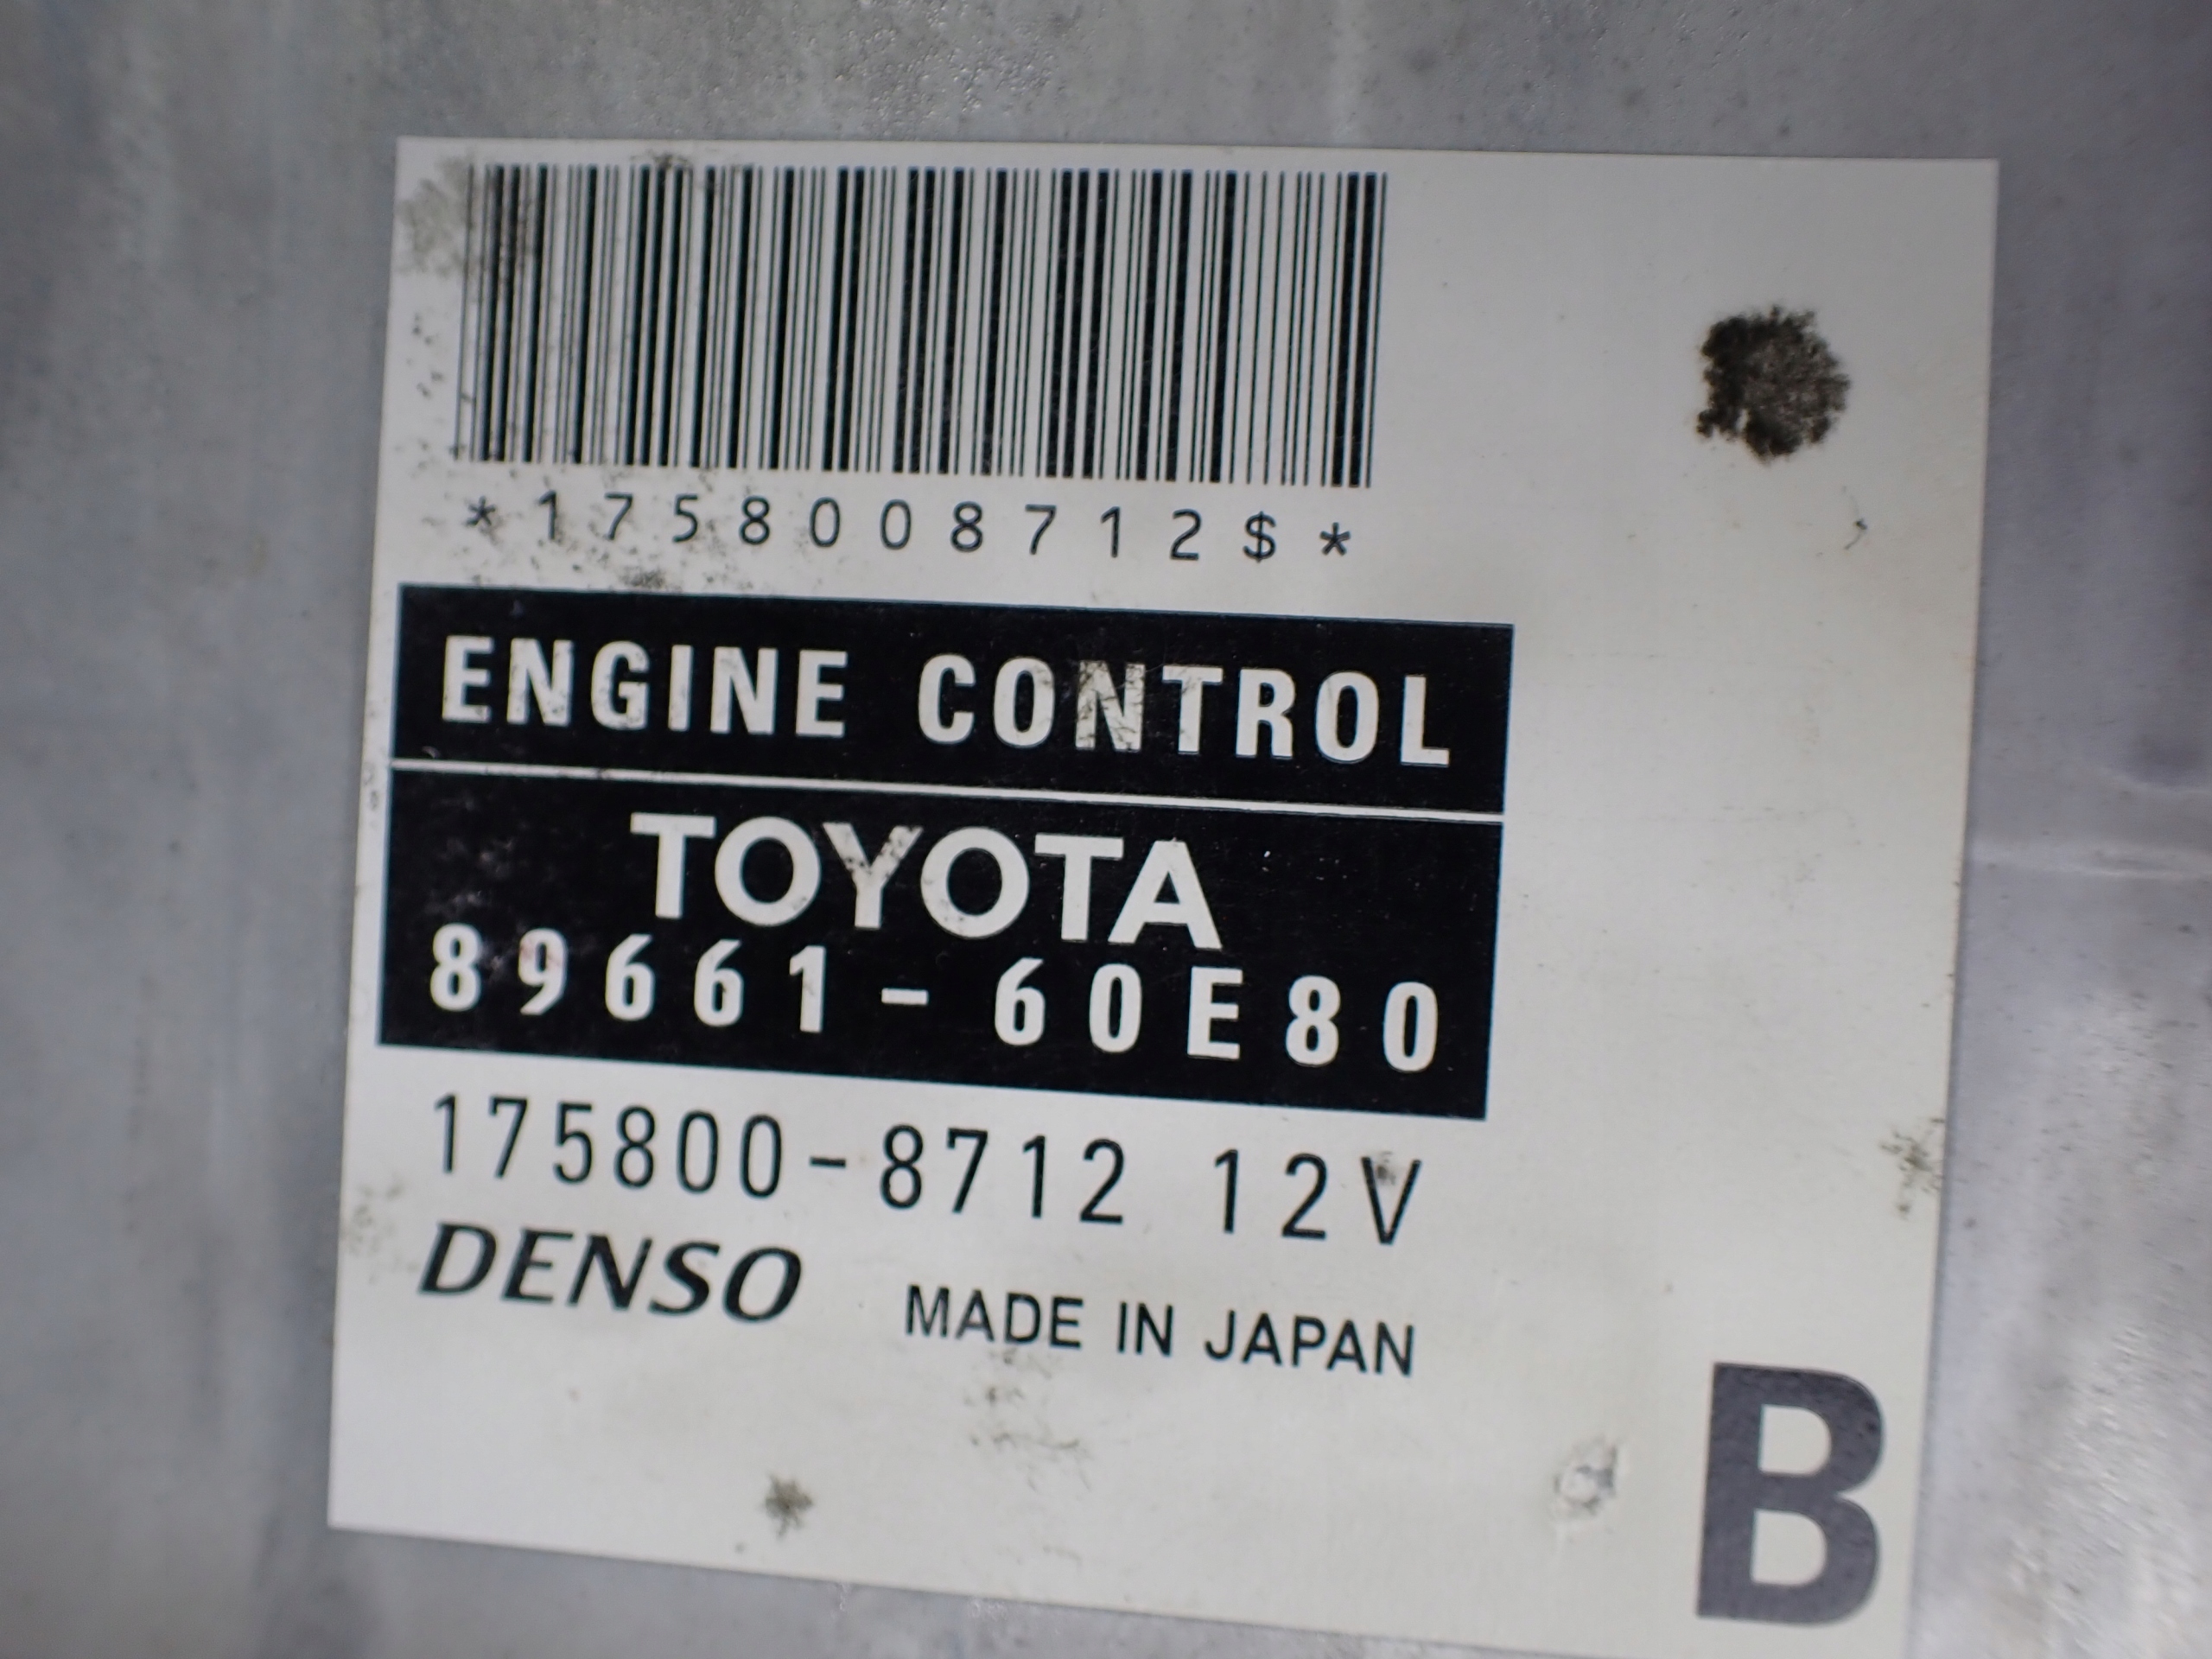 *1758008712$*
ENGINE CONTROL
TOYOTA
89661-60E80
175800-8712 12V
DENSO MADE IN JAPAN
B